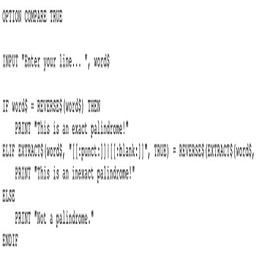 OPTION COMPARE TRUE
INPUT "Enter your line... ", word$
IF word$ = REVERSE$(word$) THEN
PRINT "This is an exact palindrome!"
ELIF EXTRACT$(word$, "[[:punct:]]|[[:blank:]]", TRUE) = REVERSE$(EXTRACT$(word$,
PRINT "This is an inexact palindrome!"
ELSE
PRINT "Not a palindrome."
ENDIF